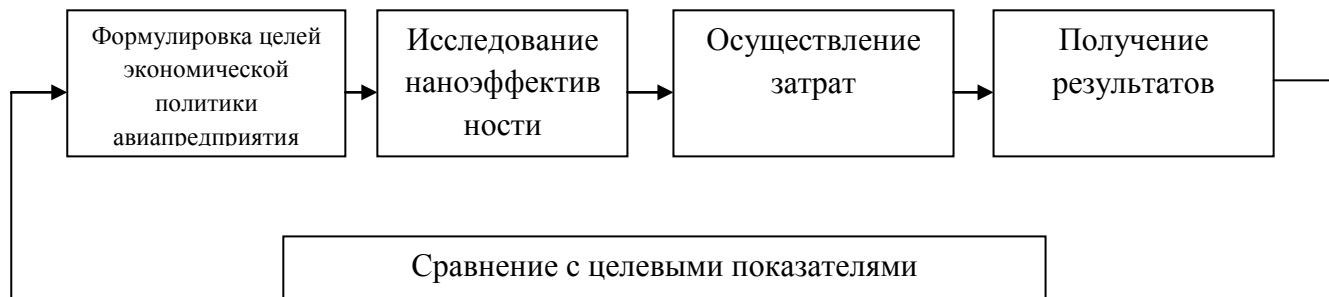 Формулировка целей
экономической
политики
авиапредприятия
Исследование
наноэффектив
ности
Осуществление
затрат
Получение
результатов
Сравнение с целевыми показателями